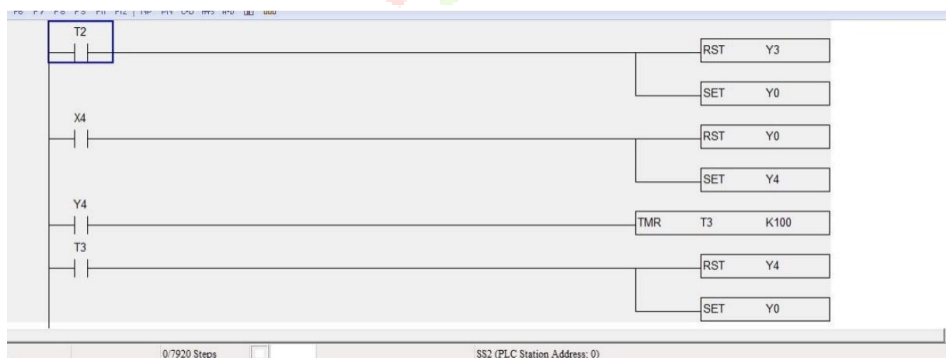 T2
RST Y3
SET Y0
X4
RST Y0
SET Y4
Y4
TMR T3 K100
T3
RST Y4
SET Y0
0/7920 Steps
SS2 (PLC Station Address: 0)